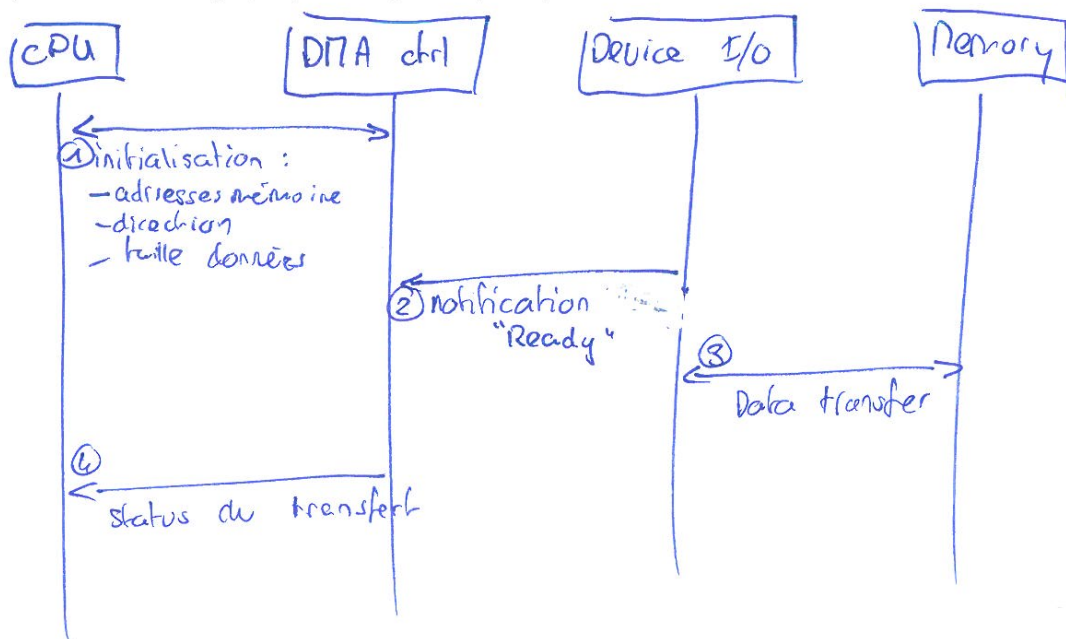 CPU
DMA ctrl
Device I/O
Memory
① initialisation :
- adresses mémoire
- direction
- taille données
② notification
"Ready"
③
Data transfer
④
Status du transfert